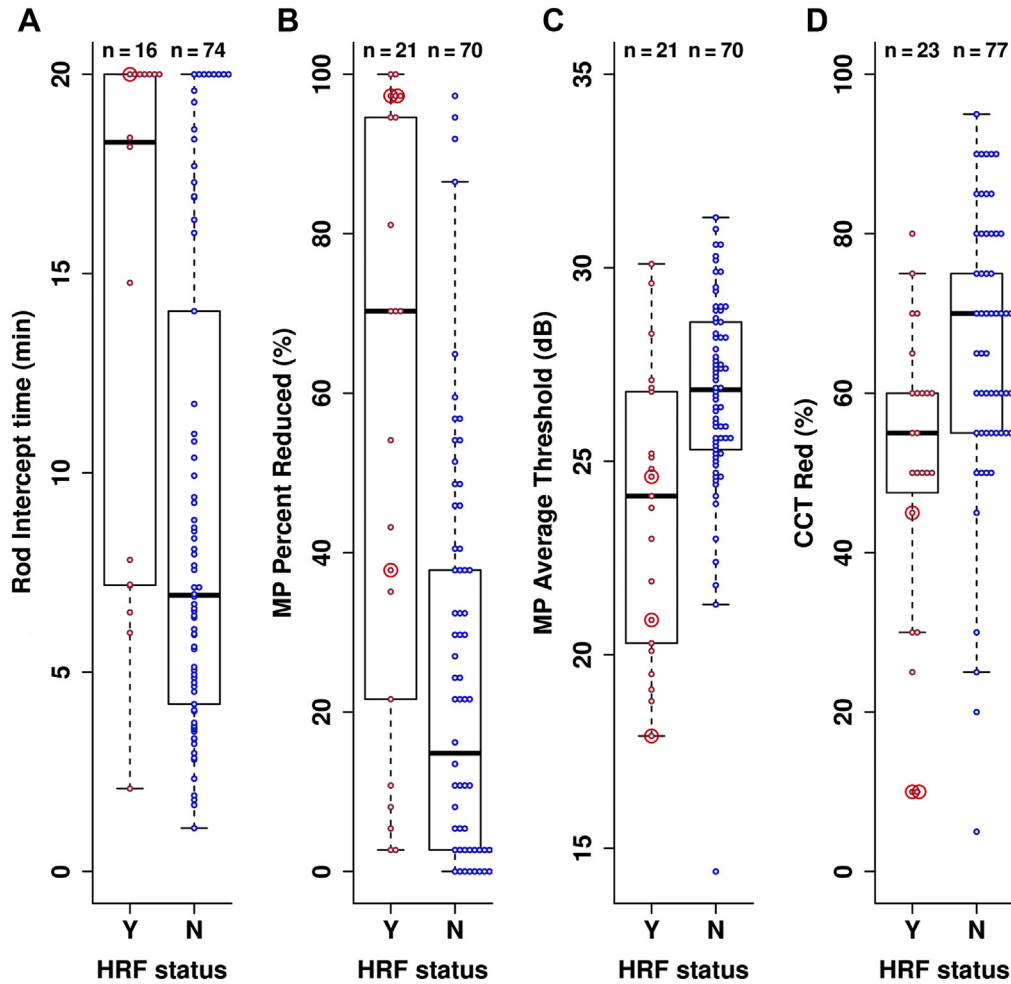 A
n = 16 n = 74
Rod Intercept time (min)
20
15
10
5
0
Y N
HRF status
B
n = 21 n = 70
MP Percent Reduced (%)
100
80
60
40
20
0
Y N
HRF status
C
n = 21 n = 70
MP Average Threshold (dB)
35
30
25
20
15
Y N
HRF status
D
n = 23 n = 77
CCT Red (%)
100
80
60
40
20
0
Y N
HRF status